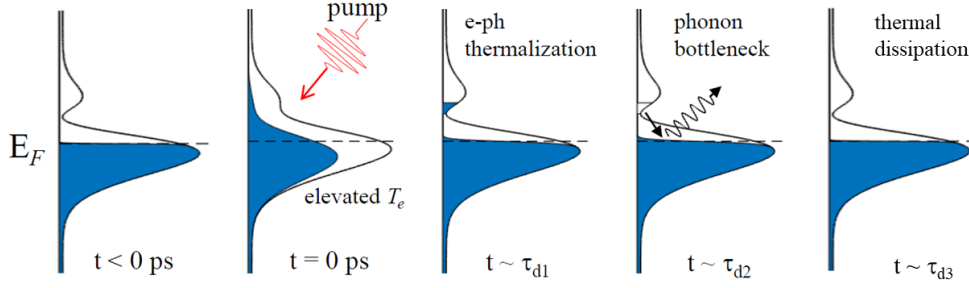 pump
e-ph
thermalization
phonon
bottleneck
thermal
dissipation
E_F
elevated T_e
t < 0 ps
t = 0 ps
t ~ τ_d1
t ~ τ_d2
t ~ τ_d3